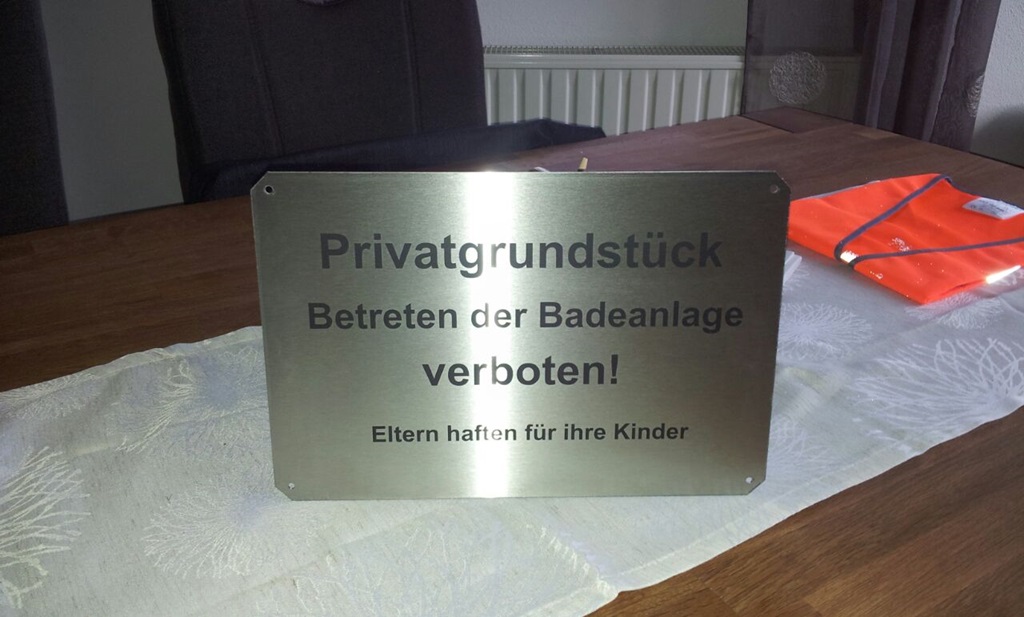 Privatgrundstück
Betreten der Badeanlage
verboten!
Eltern haften für ihre Kinder